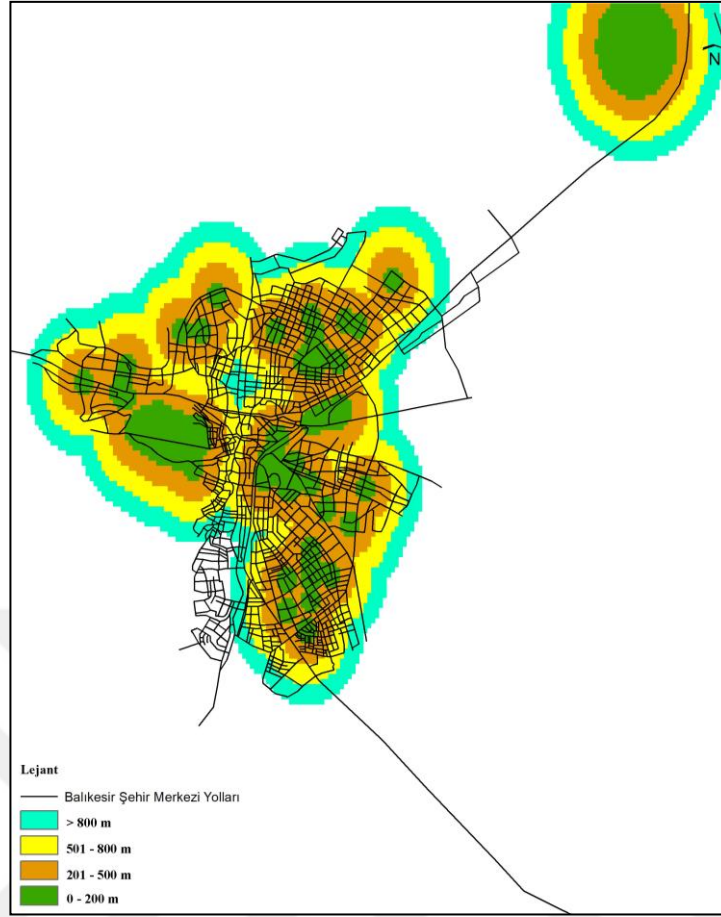 N
Lejant
Balıkesir Şehir Merkezi Yolları
> 800 m
501 - 800 m
201 - 500 m
0 - 200 m